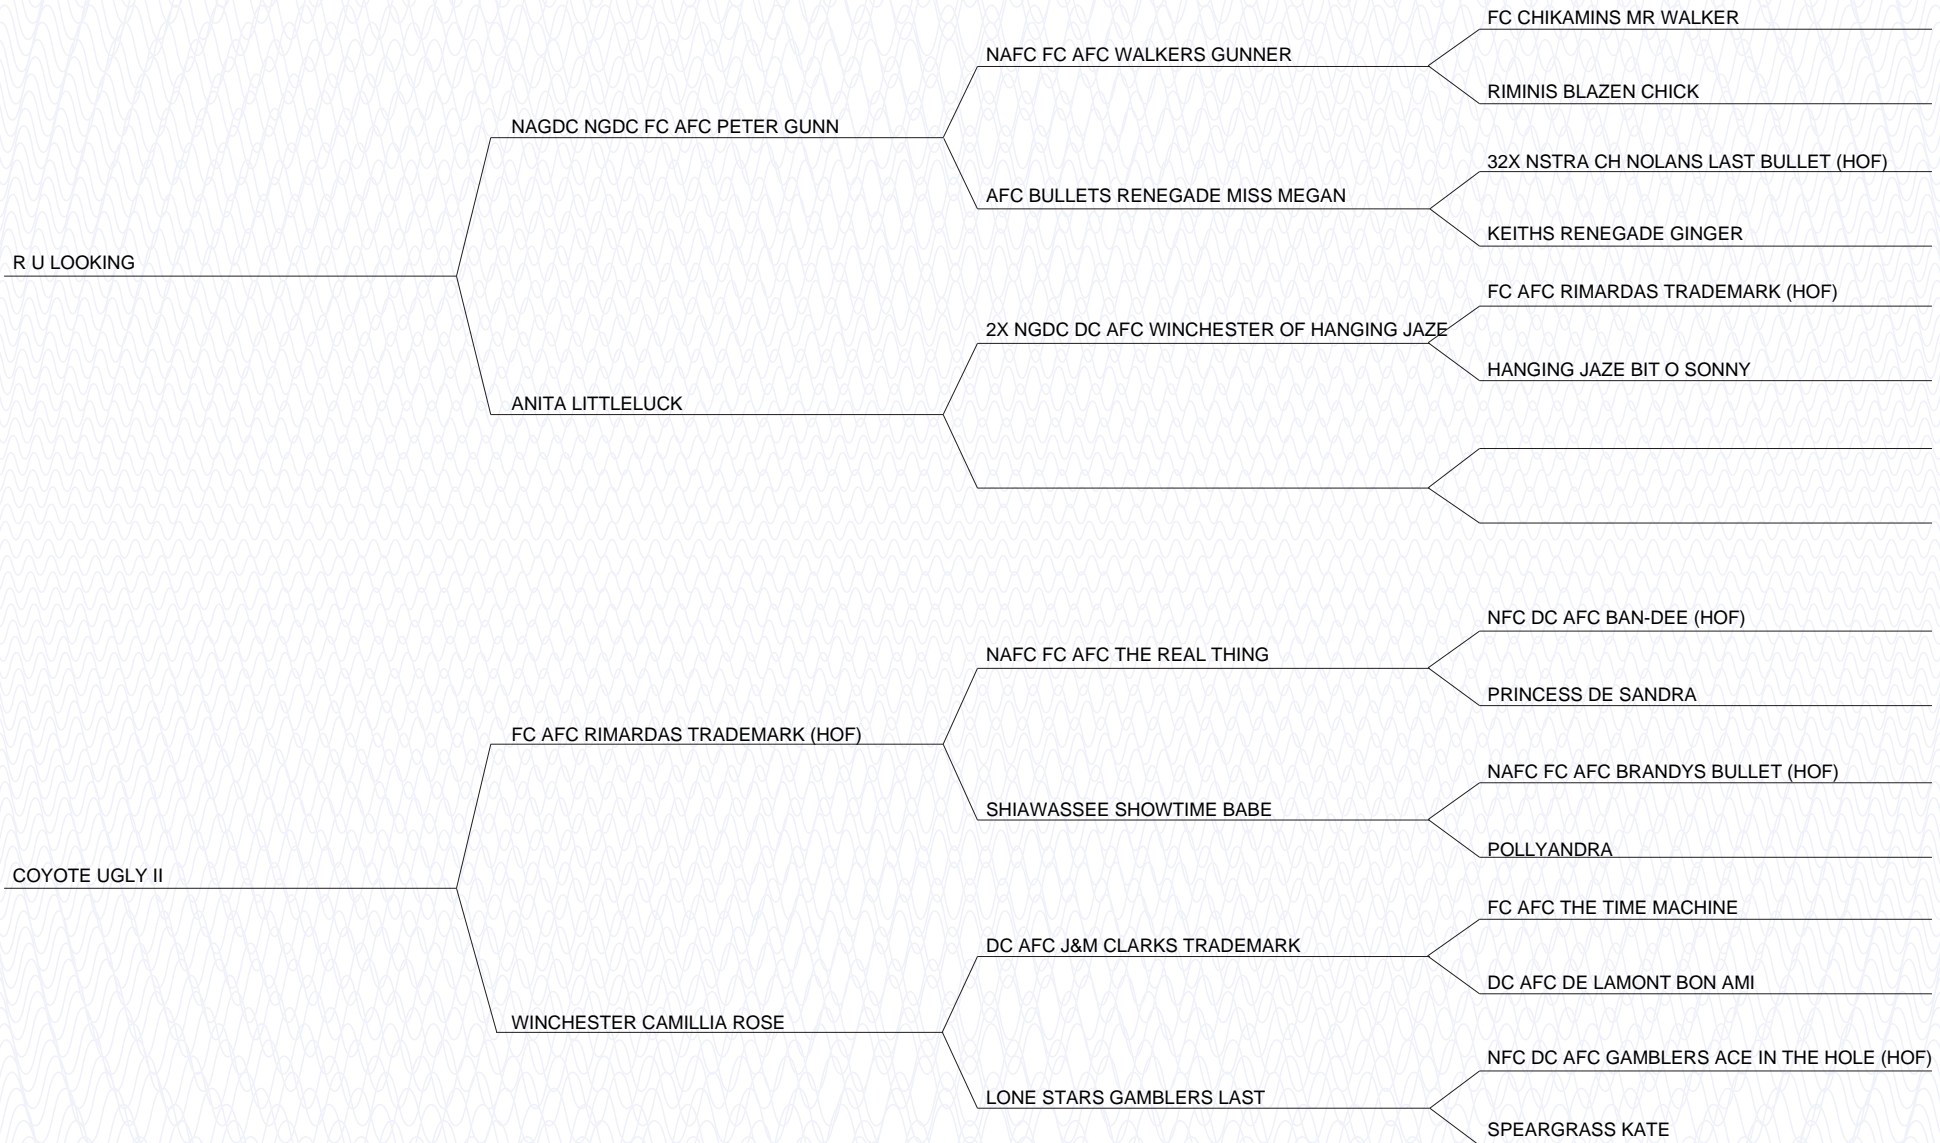 FC CHIKAMINS MR WALKER
NAFC FC AFC WALKERS GUNNER
RIMINIS BLAZEN CHICK
NAGDC NGDC FC AFC PETER GUNN
32X NSTRA CH NOLANS LAST BULLET (HOF)
AFC BULLETS RENEGADE MISS MEGAN
KEITHS RENEGADE GINGER
R U LOOKING
FC AFC RIMARDAS TRADEMARK (HOF)
2X NGDC DC AFC WINCHESTER OF HANGING JAZE
HANGING JAZE BIT O SONNY
ANITA LITTLELUCK
NFC DC AFC BAN-DEE (HOF)
NAFC FC AFC THE REAL THING
PRINCESS DE SANDRA
FC AFC RIMARDAS TRADEMARK (HOF)
NAFC FC AFC BRANDYS BULLET (HOF)
SHIAWASSEE SHOWTIME BABE
POLLYANDRA
COYOTE UGLY II
FC AFC THE TIME MACHINE
DC AFC J&M CLARKS TRADEMARK
DC AFC DE LAMONT BON AMI
WINCHESTER CAMILLIA ROSE
NFC DC AFC GAMBLERS ACE IN THE HOLE (HOF)
LONE STARS GAMBLERS LAST
SPEARGRASS KATE